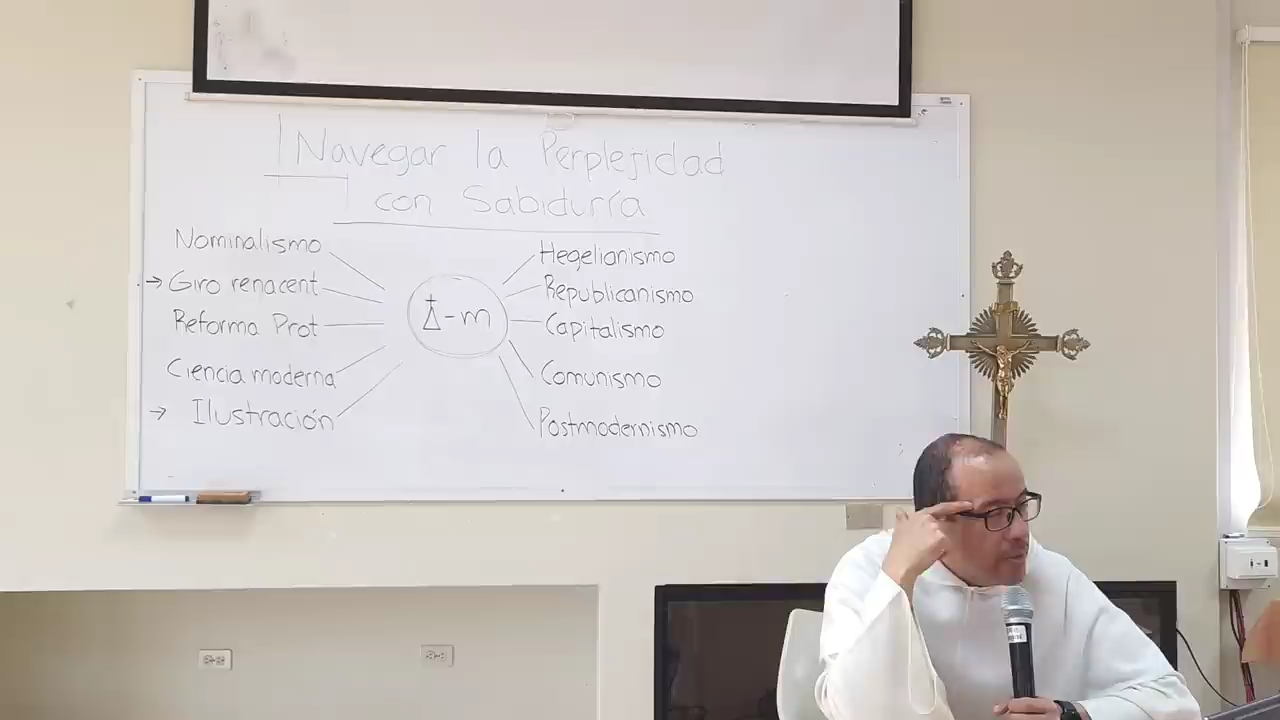 Navegar la Perplejidad
con Sabiduría
Nominalismo
→ Giro renacent
Reforma Prot
Ciencia moderna
→ Ilustración
-m
Hegelianismo
Republicanismo
Capitalismo
Comunismo
Postmodernismo